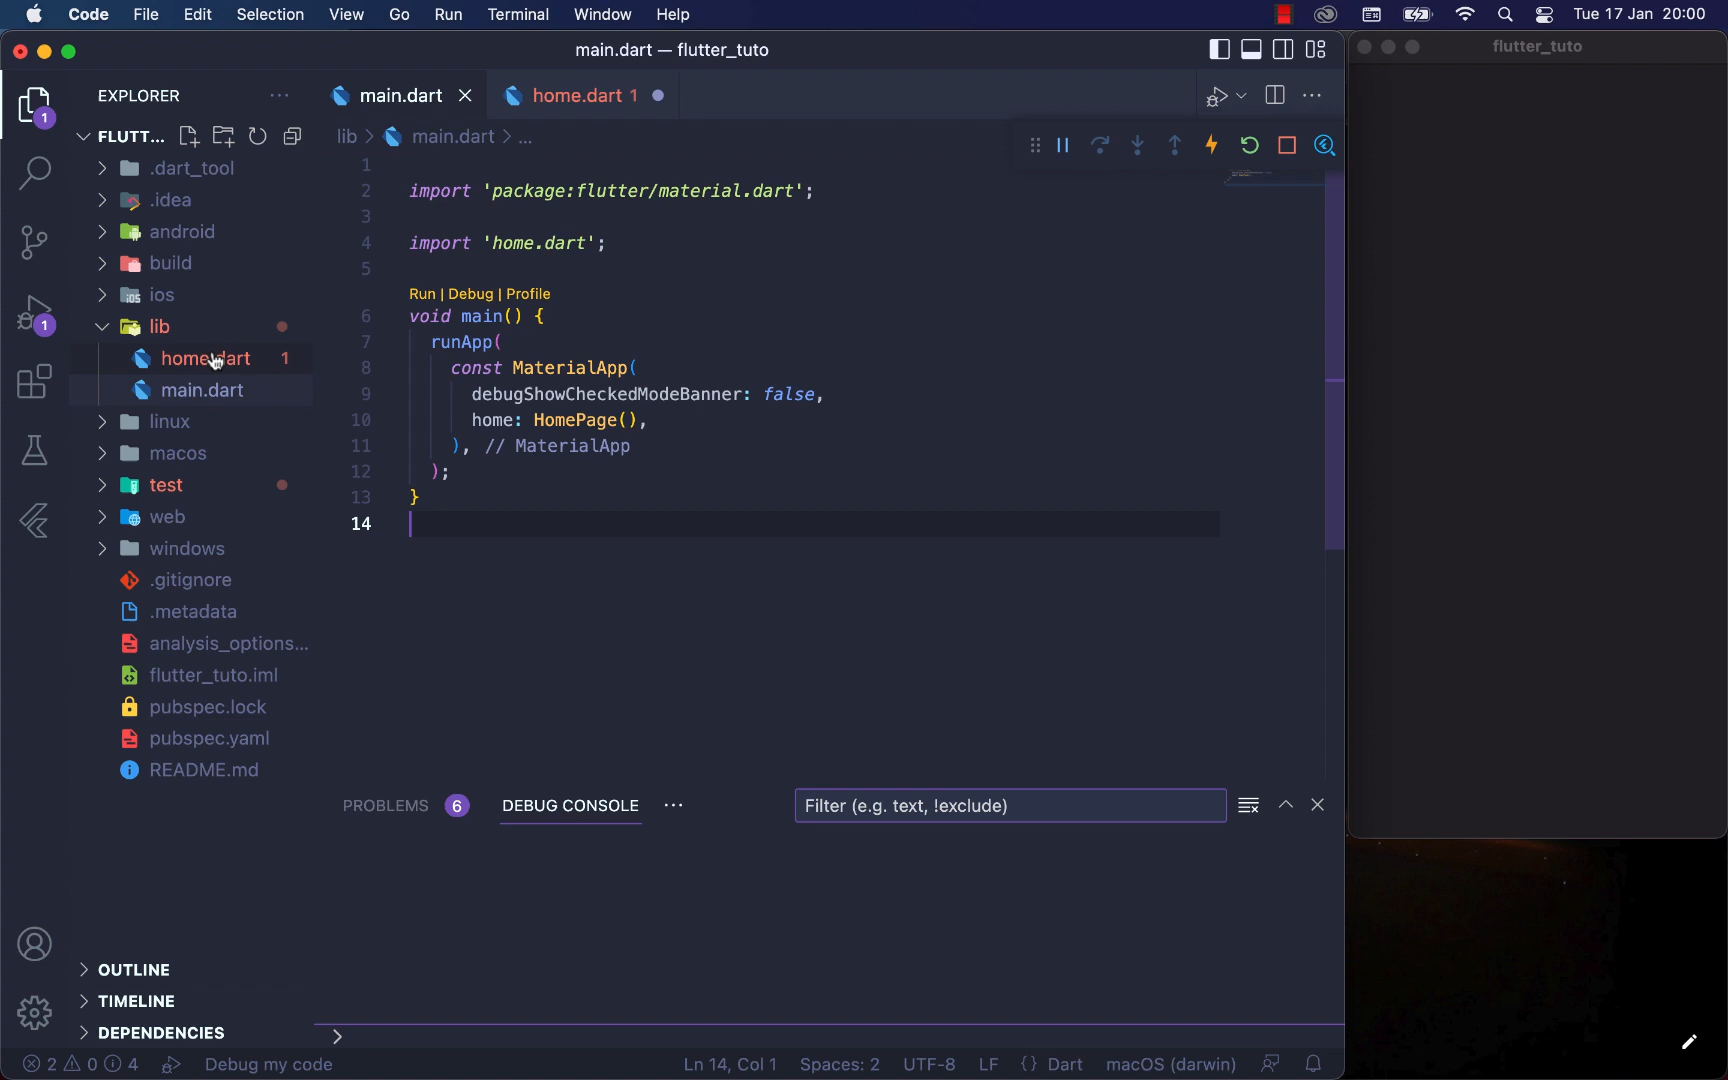 Code File Edit Selection View Go Run Terminal Window Help Tue 17 Jan 20:00
main.dart — flutter_tuto
flutter_tuto
EXPLORER
main.dart
home.dart 1
FLUTT...
lib > main.dart > ...
.dart_tool
.idea
android
build
ios
lib
home.dart 1
main.dart
linux
macos
test
web
windows
.gitignore
.metadata
analysis_options...
flutter_tuto.iml
pubspec.lock
pubspec.yaml
README.md
OUTLINE
TIMELINE
DEPENDENCIES
1
1
1
2 import 'package:flutter/material.dart';
3
4 import 'home.dart';
5
Run | Debug | Profile
6 void main() {
7 runApp(
8 const MaterialApp(
9 debugShowCheckedModeBanner: false,
10 home: HomePage(),
11 ), // MaterialApp
12 );
13 }
14
PROBLEMS 6 DEBUG CONSOLE ... Filter (e.g. text, !exclude)
>
2 0 4 Debug my code Ln 14, Col 1 Spaces: 2 UTF-8 LF {} Dart macOS (darwin)